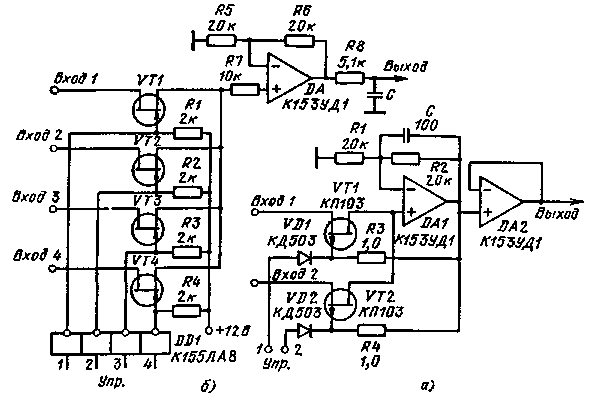 R5
20к
R6
20к
R8
5,1к
Выход
R7
10к
DA
К153УД1
C
Вход 1
VT1
R1
2к
Вход 2
VT2
R2
2к
Вход 3
VT3
R3
2к
Вход 4
VT4
R4
2к
+12В
DD1
К155ЛА8
1 2 3 4
Упр.
б)
C
100
R1
20к
R2
20к
DA1
К153УД1
DA2
К153УД1
Выход
Вход 1
VT1
КП103
VD1
КД503
R3
1,0
Вход 2
VD2
КД503
VT2
КП103
R4
1,0
1 2
Упр.
а)